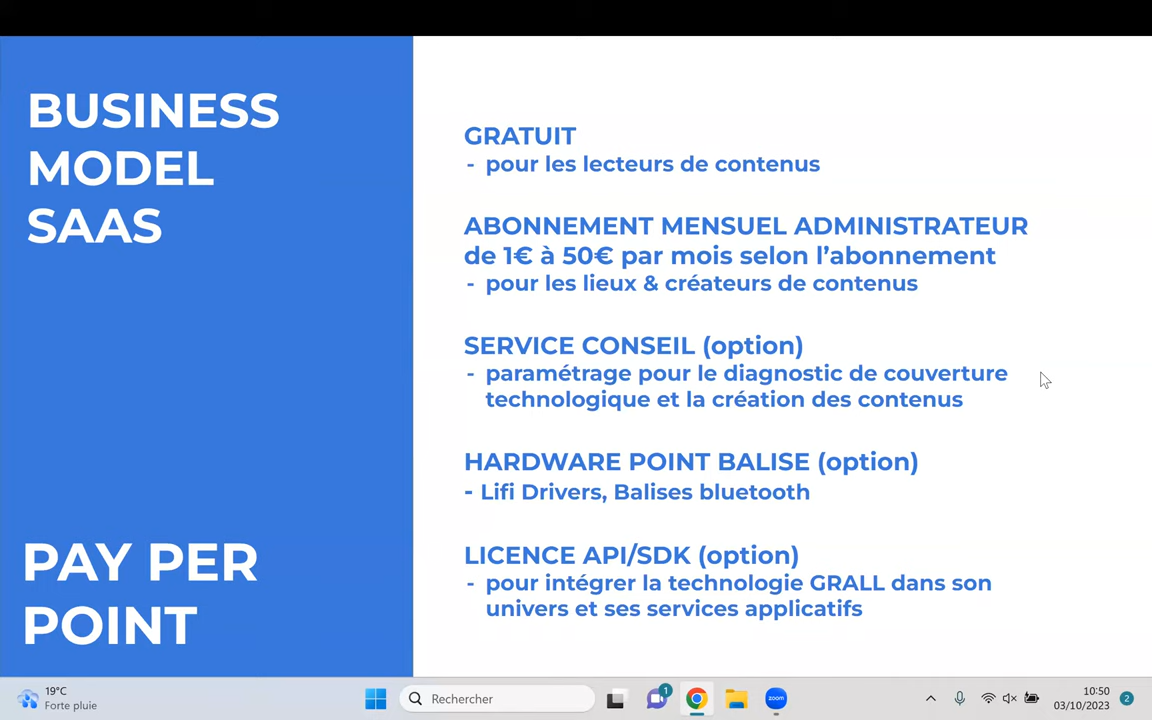 BUSINESS
MODEL
SAAS
PAY PER
POINT
GRATUIT
- pour les lecteurs de contenus
ABONNEMENT MENSUEL ADMINISTRATEUR
de 1€ à 50€ par mois selon l’abonnement
- pour les lieux & créateurs de contenus
SERVICE CONSEIL (option)
- paramétrage pour le diagnostic de couverture
technologique et la création des contenus
HARDWARE POINT BALISE (option)
- Lifi Drivers, Balises bluetooth
LICENCE API/SDK (option)
- pour intégrer la technologie GRALL dans son
univers et ses services applicatifs
19°C
Forte pluie
Rechercher
1
zoom
10:50
03/10/2023
2